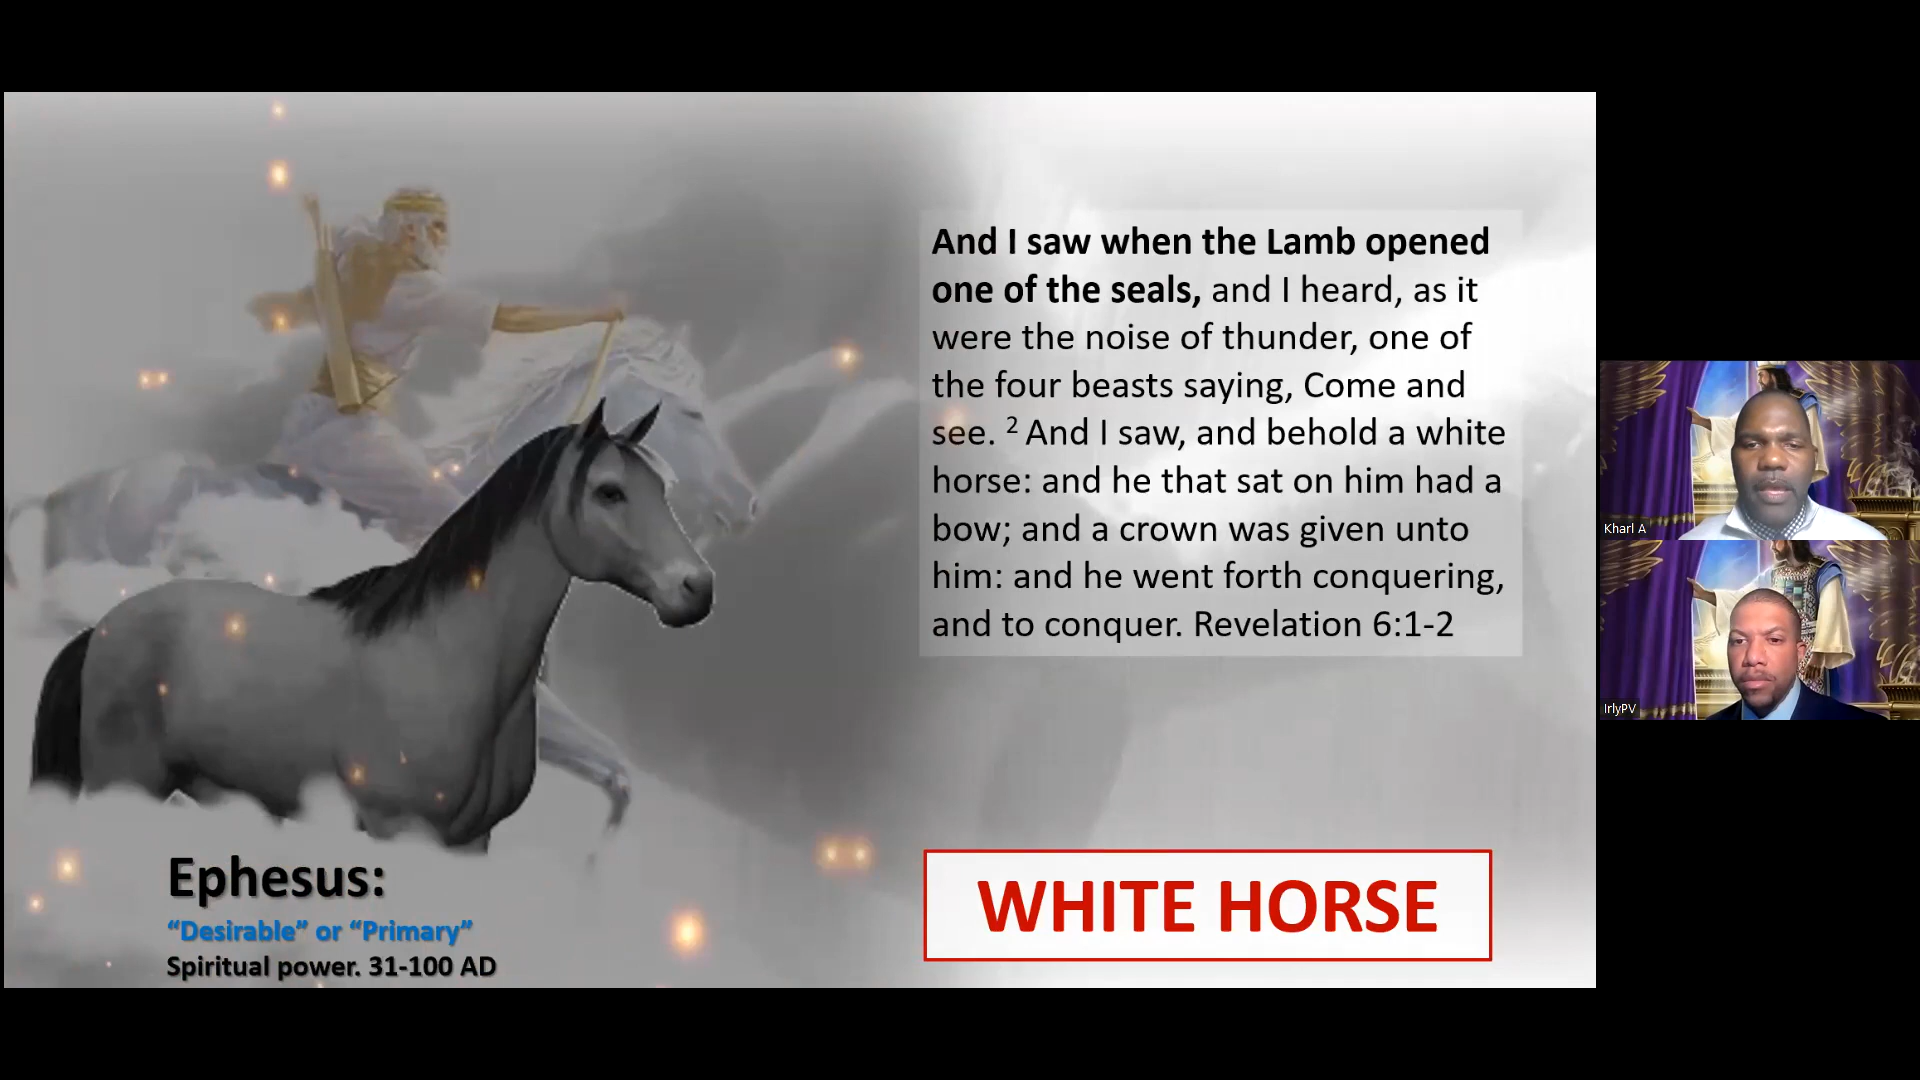 And I saw when the Lamb opened
one of the seals, and I heard, as it
were the noise of thunder, one of
the four beasts saying, Come and
see. 2 And I saw, and behold a white
horse: and he that sat on him had a
bow; and a crown was given unto
him: and he went forth conquering,
and to conquer. Revelation 6:1-2
WHITE HORSE
Ephesus:
“Desirable” or “Primary”
Spiritual power. 31-100 AD
Kharl A
IrlyPV